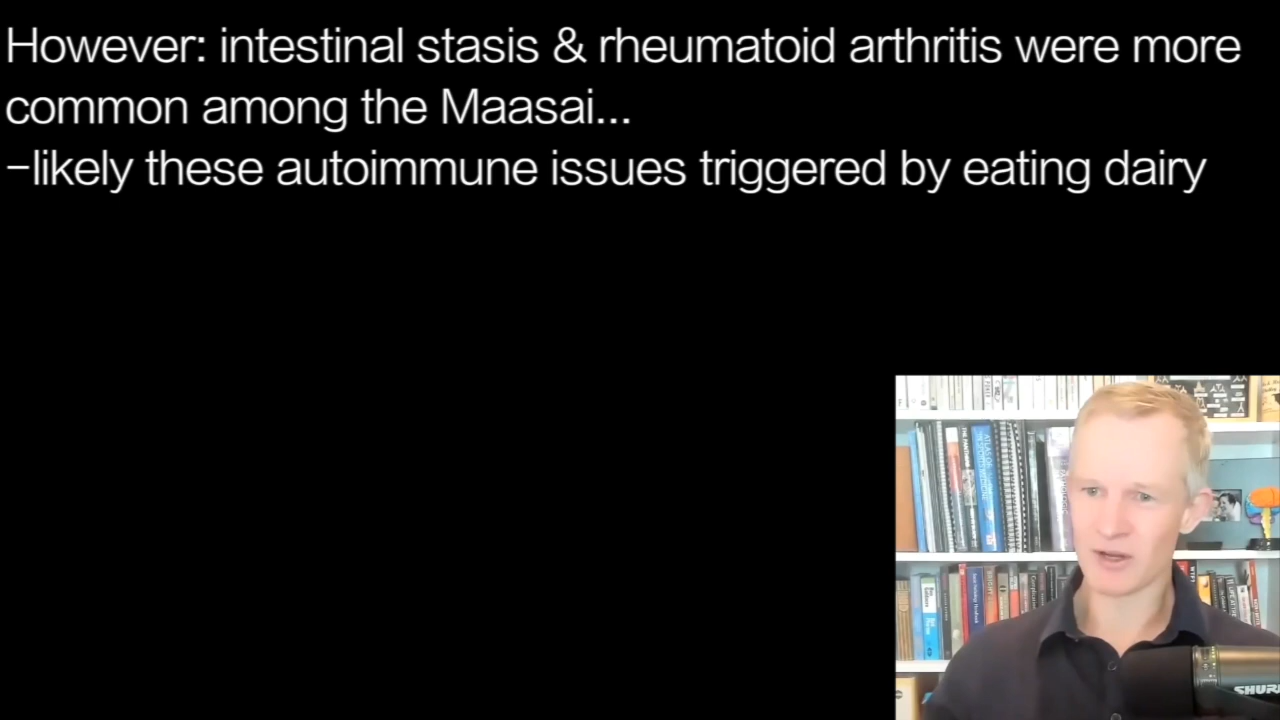 However: intestinal stasis & rheumatoid arthritis were more
common among the Maasai...
-likely these autoimmune issues triggered by eating dairy
SHURE